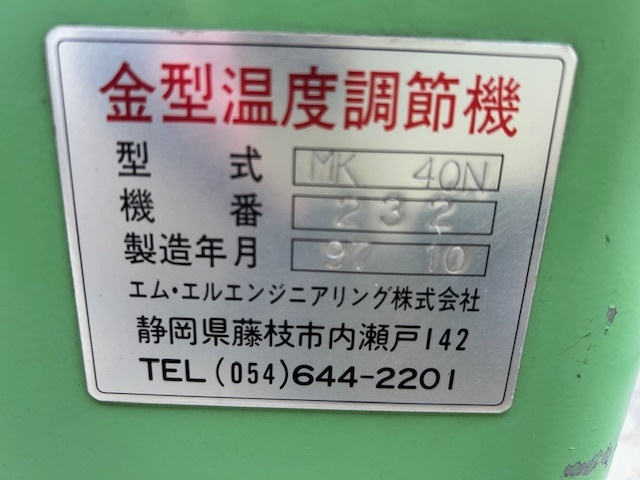 金型温度調節機
型式 MK 40N
機番 232
製造年月 97 10
エム・エルエンジニアリング株式会社
静岡県藤枝市内瀬戸142
TEL(054)644-2201